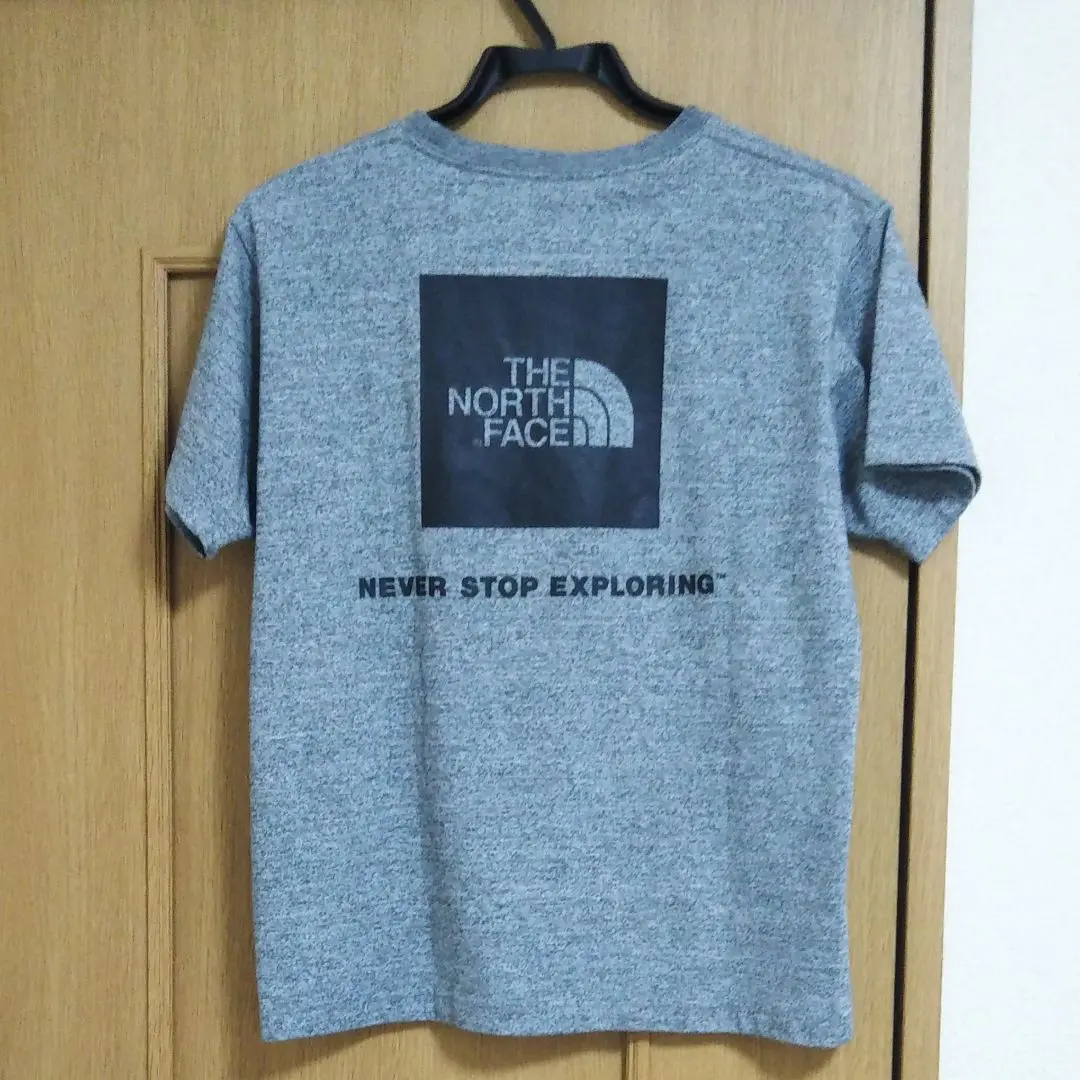 THE
NORTH
FACE
NEVER STOP EXPLORING™